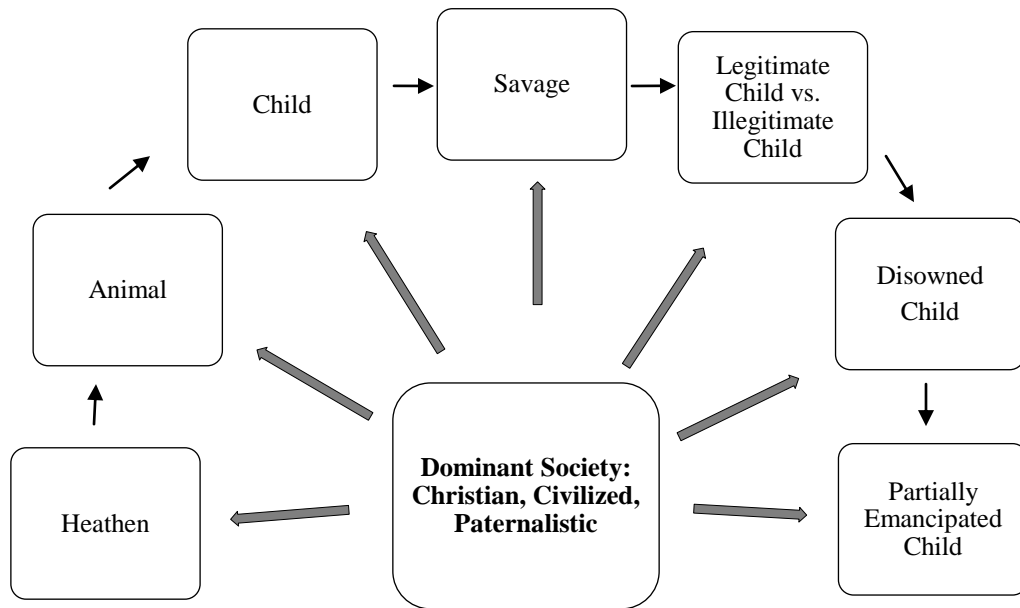 Child
Savage
Legitimate
Child vs.
Illegitimate
Child
Animal
Disowned
Child
Heathen
Dominant Society:
Christian, Civilized,
Paternalistic
Partially
Emancipated
Child